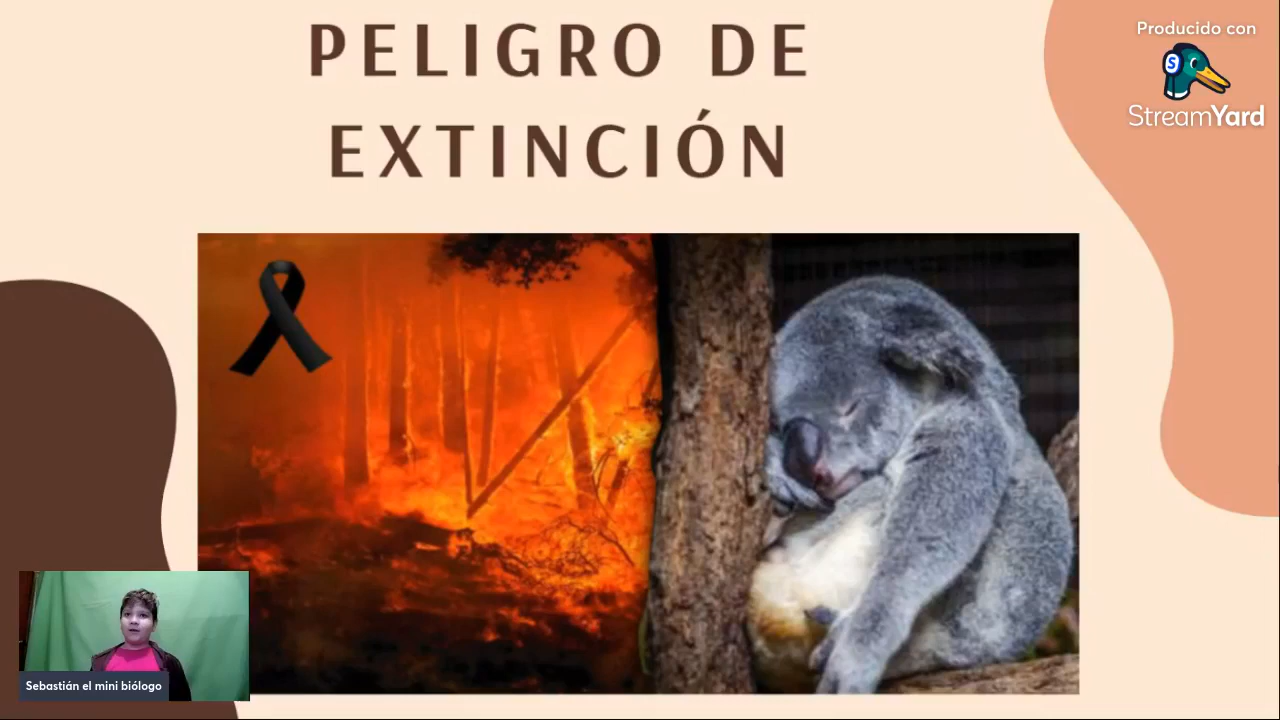 PELIGRO DE
EXTINCIÓN
Producido con
S
StreamYard
Sebastián el mini biólogo